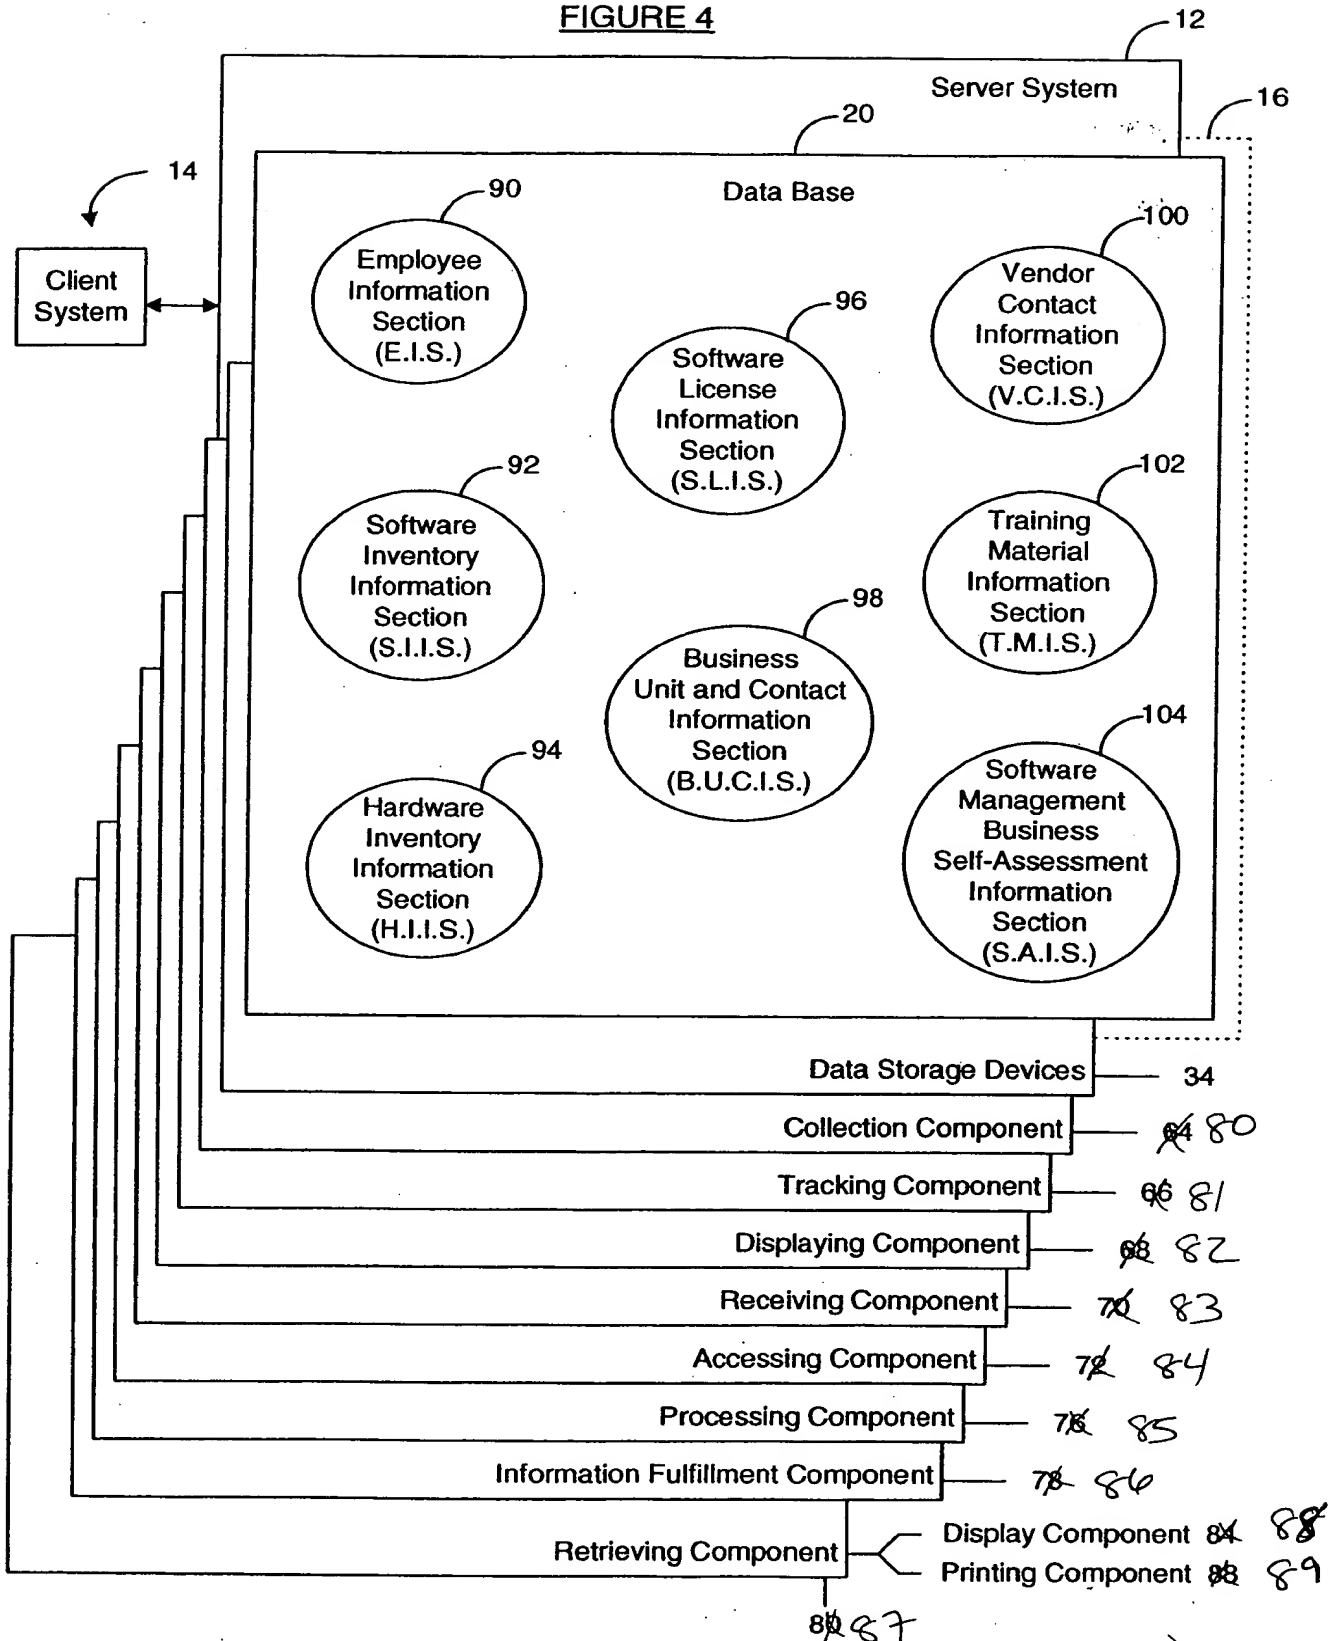 FIGURE 4
12
Server System
16
20
14
Data Base
90
100
Client
System
Employee
Information
Section
(E.I.S.)
Vendor
Contact
Information
Section
(V.C.I.S.)
96
Software
License
Information
Section
(S.L.I.S.)
92
102
Software
Inventory
Information
Section
(S.I.I.S.)
Training
Material
Information
Section
(T.M.I.S.)
98
Business
Unit and Contact
Information
Section
(B.U.C.I.S.)
94
104
Hardware
Inventory
Information
Section
(H.I.I.S.)
Software
Management
Business
Self-Assessment
Information
Section
(S.A.I.S.)
Data Storage Devices 34
Collection Component 64 80
Tracking Component 66 81
Displaying Component 68 82
Receiving Component 70 83
Accessing Component 72 84
Processing Component 76 85
Information Fulfillment Component 78 86
Display Component 84 88
Retrieving Component
Printing Component 88 89
80 87